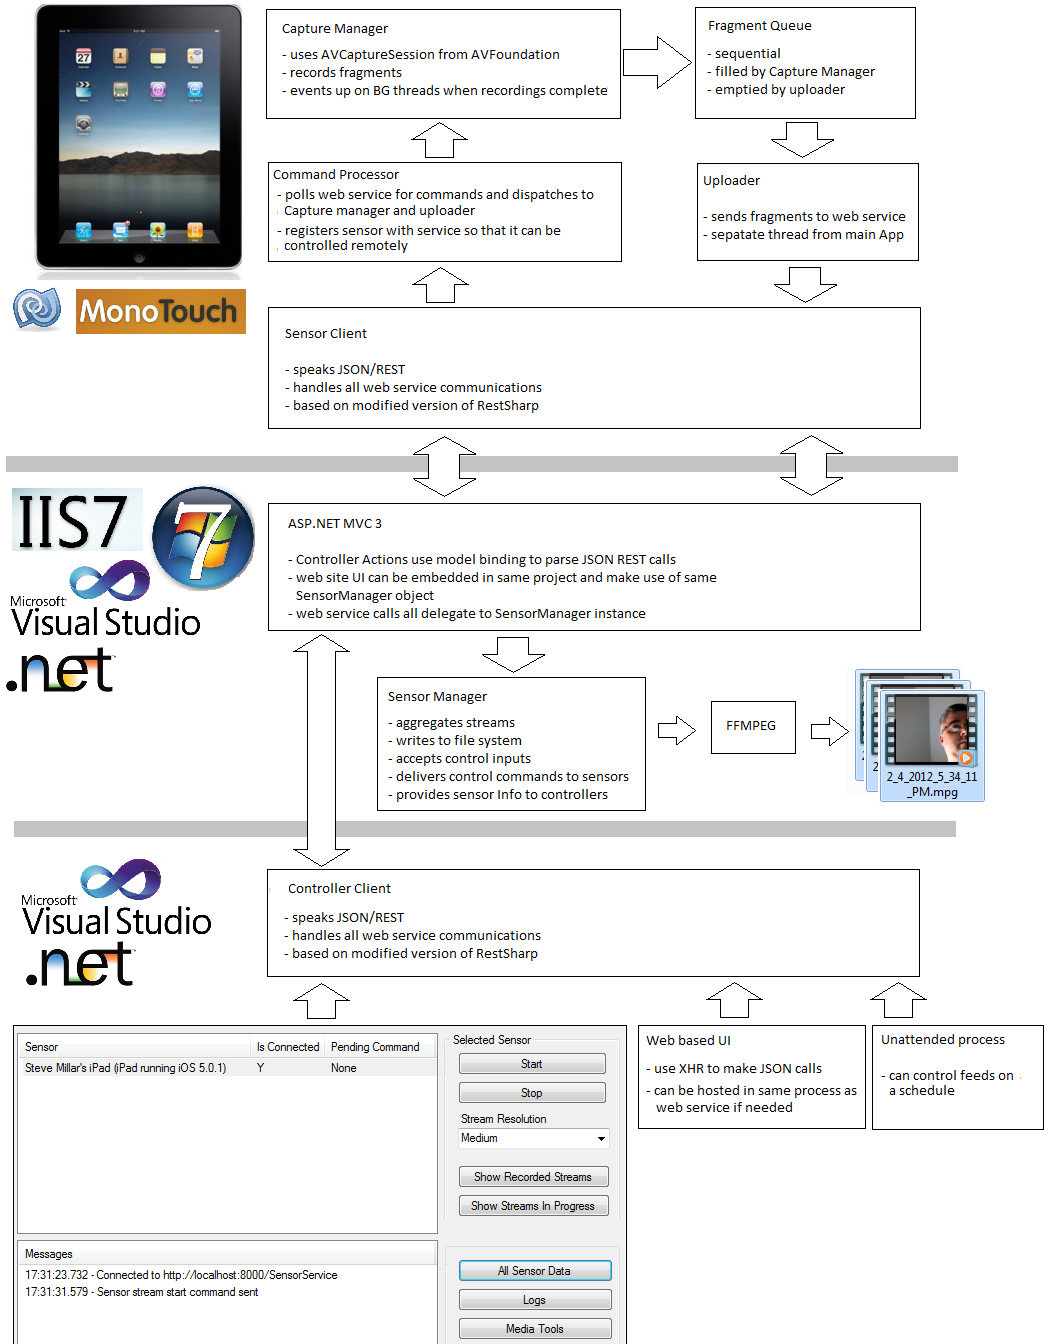 Capture Manager
- uses AVCaptureSession from AVFoundation
- records fragments
- events up on BG threads when recordings complete
Fragment Queue
- sequential
- filled by Capture Manager
- emptied by uploader
27
Command Processor
- polls web service for commands and dispatches to
Capture manager and uploader
- registers sensor with service so that it can be
controlled remotely
Uploader
- sends fragments to web service
- sepatate thread from main App
MonoTouch
Sensor Client
- speaks JSON/REST
- handles all web service communications
- based on modified version of RestSharp
IIS7
7
Microsoft
Visual Studio
.net
ASP.NET MVC 3
- Controller Actions use model binding to parse JSON REST calls
- web site UI can be embedded in same project and make use of same
SensorManager object
- web service calls all delegate to SensorManager instance
Sensor Manager
- aggregates streams
- writes to file system
- accepts control inputs
- delivers control commands to sensors
- provides sensor Info to controllers
FFMPEG
2
2
2_4_2012_5_34_11
_PM.mpg
Microsoft
Visual Studio
.net
Controller Client
- speaks JSON/REST
- handles all web service communications
- based on modified version of RestSharp
Sensor Is Connected Pending Command
Steve Millar's iPad (iPad running iOS 5.0.1) Y None
Selected Sensor
Start
Stop
Stream Resolution
Medium
Show Recorded Streams
Show Streams In Progress
Messages
17:31:23.732 - Connected to http://localhost:8000/SensorService
17:31:31.579 - Sensor stream start command sent
All Sensor Data
Logs
Media Tools
Web based UI
- use XHR to make JSON calls
- can be hosted in same process as
web service if needed
Unattended process
- can control feeds on
a schedule